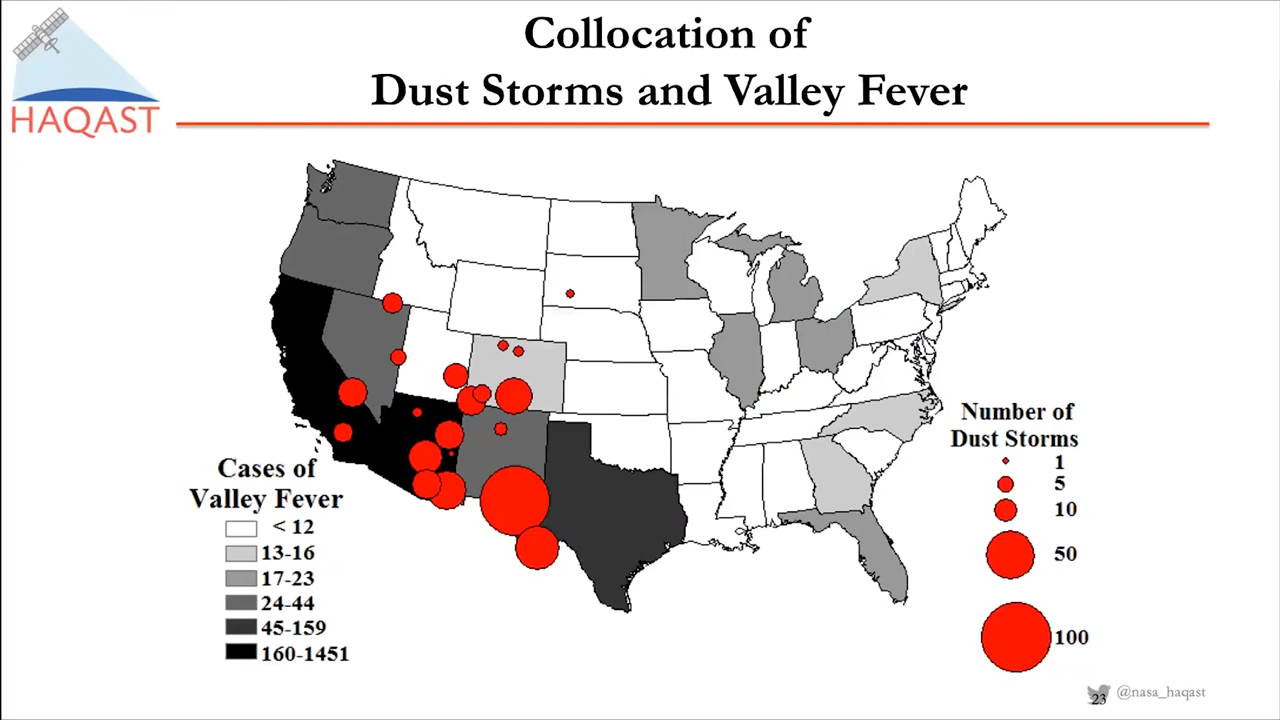 Collocation of
Dust Storms and Valley Fever
HAQAST
Cases of
Valley Fever
< 12
13-16
17-23
24-44
45-159
160-1451
Number of
Dust Storms
1
5
10
50
100
23
@nasa_haqast